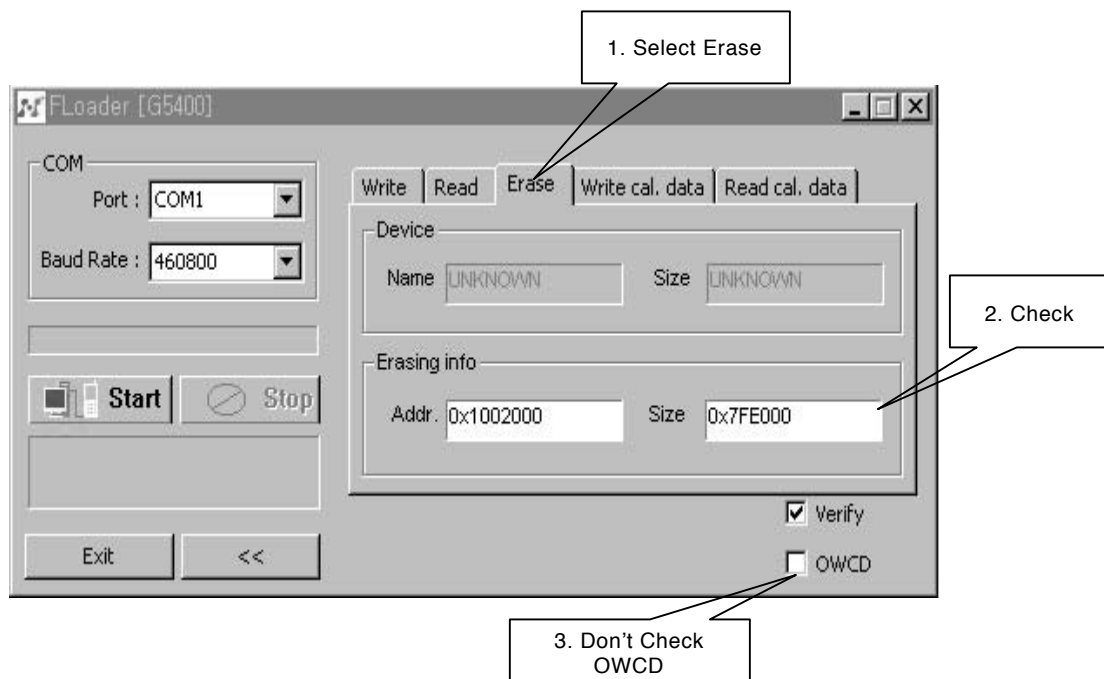 1. Select Erase
FLoader [G5400]
COM
Port : COM1
Baud Rate : 460800
Start Stop
Exit <<
Write Read Erase Write cal. data Read cal. data
Device
Name UNKNOWN Size UNKNOWN
Erasing info
Addr. 0x1002000 Size 0x7FE000
Verify
OWCD
2. Check
3. Don't Check
OWCD